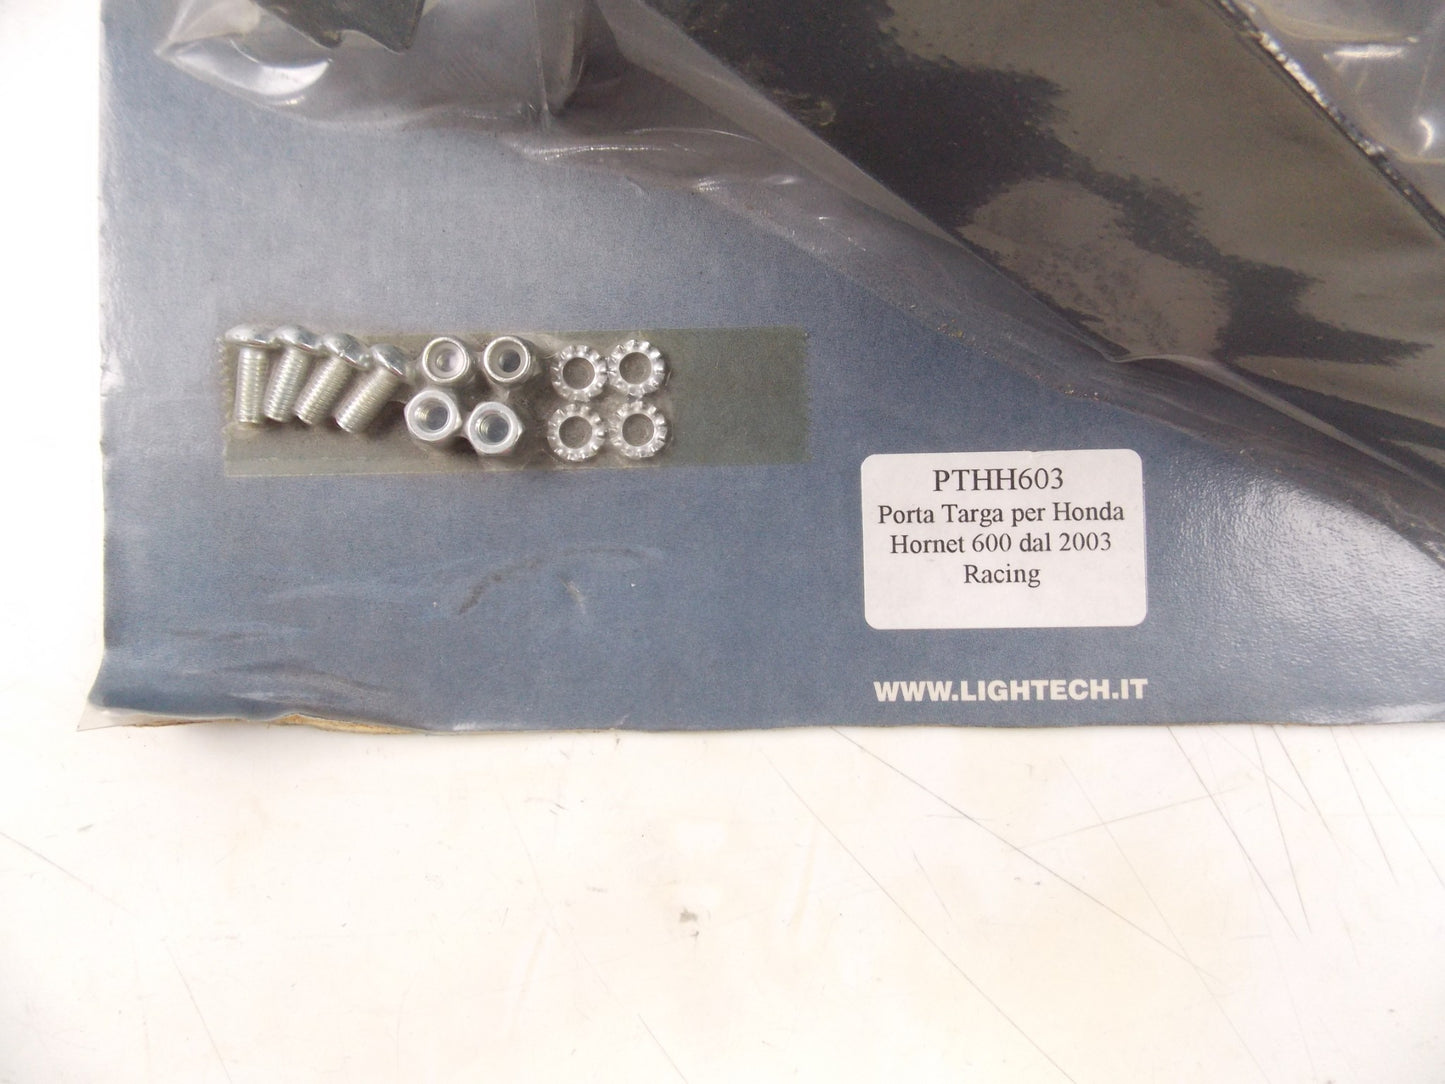 PTHH603
Porta Targa per Honda
Hornet 600 dal 2003
Racing
WWW.LIGHTECH.IT